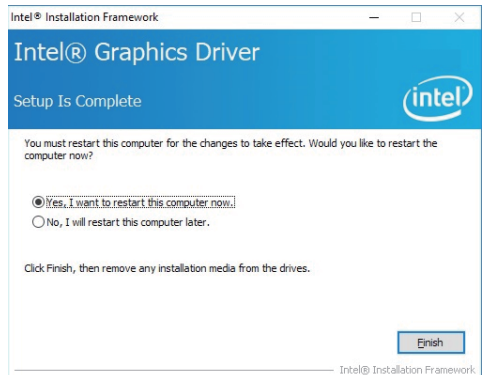 Intel® Installation Framework
Intel® Graphics Driver
Setup Is Complete
intel
You must restart this computer for the changes to take effect. Would you like to restart the
computer now?
Yes, I want to restart this computer now.
No, I will restart this computer later.
Click Finish, then remove any installation media from the drives.
Finish
Intel® Installation Framework